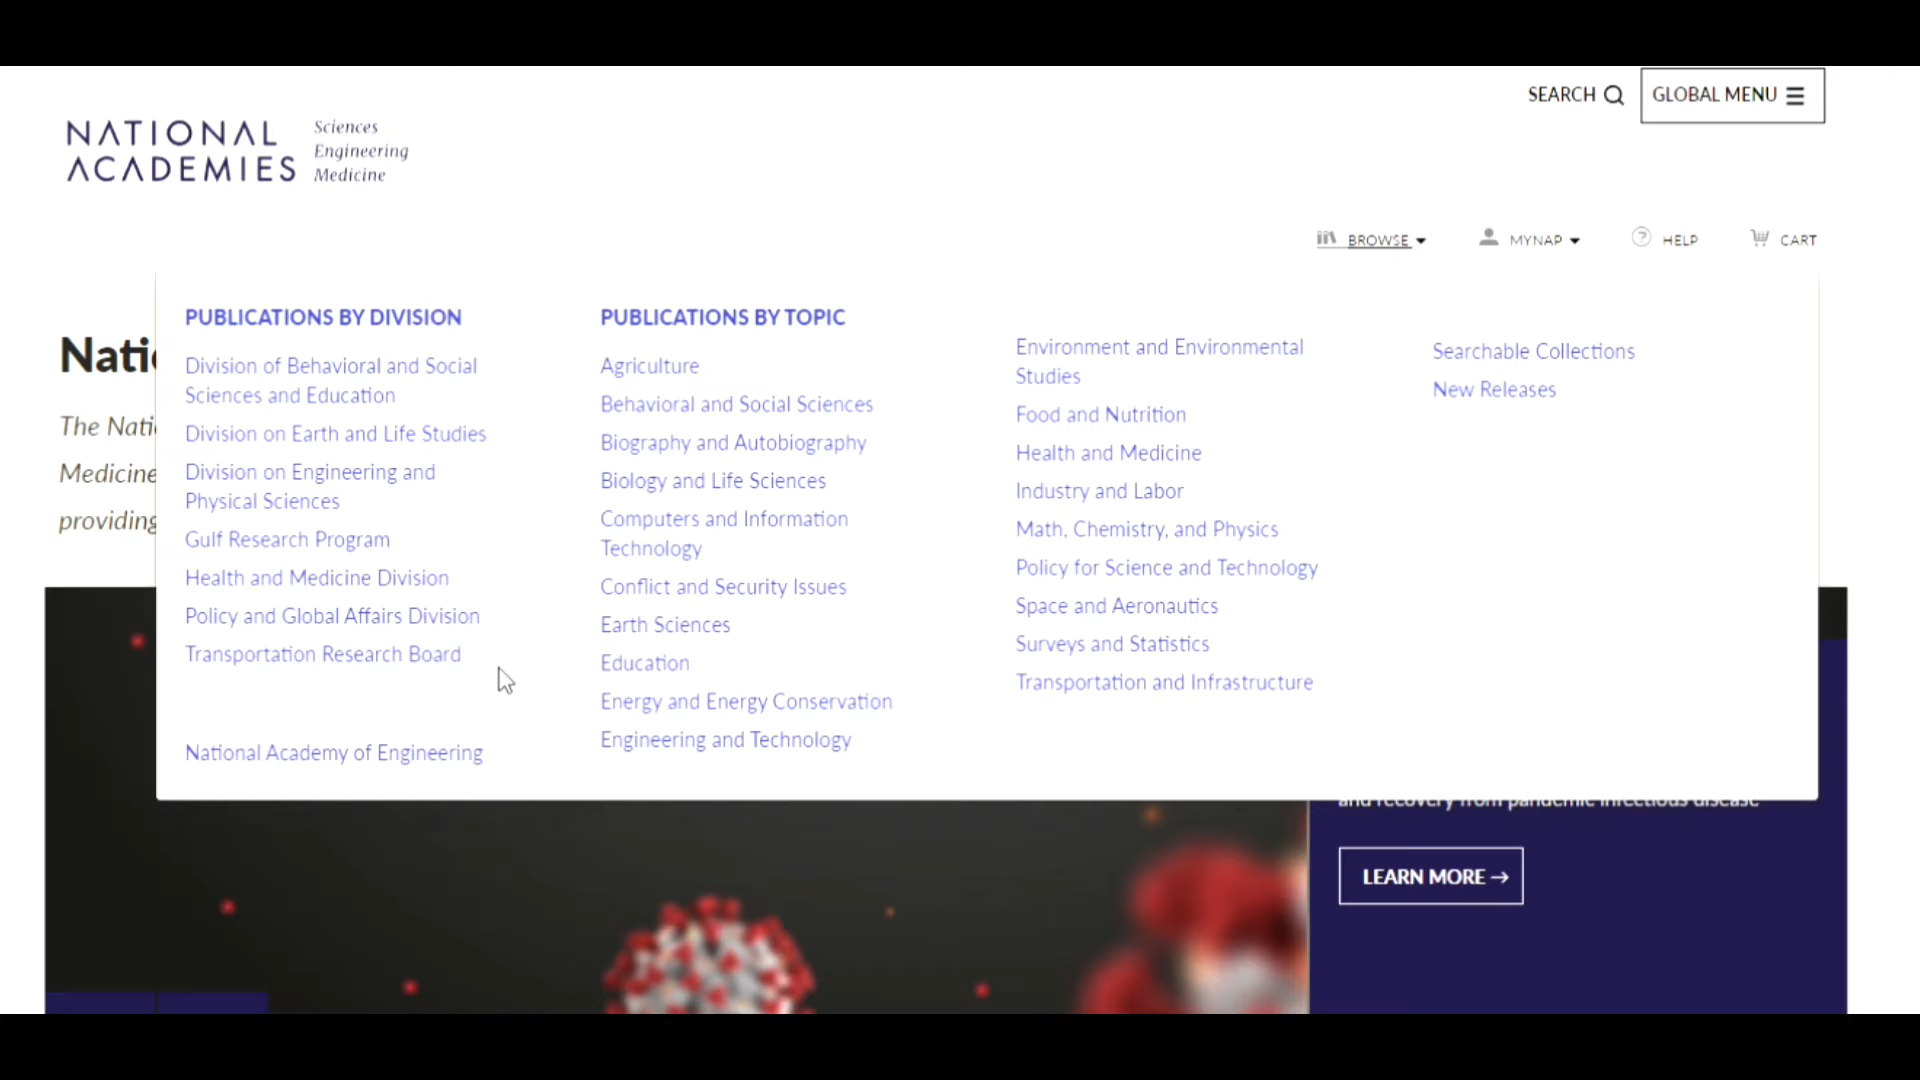 SEARCH
GLOBAL MENU
NATIONAL
ACADEMIES
Sciences
Engineering
Medicine
BROWSE
MYNAP
HELP
CART
PUBLICATIONS BY DIVISION
Division of Behavioral and Social
Sciences and Education
Division on Earth and Life Studies
Division on Engineering and
Physical Sciences
Gulf Research Program
Health and Medicine Division
Policy and Global Affairs Division
Transportation Research Board
National Academy of Engineering
PUBLICATIONS BY TOPIC
Agriculture
Behavioral and Social Sciences
Biography and Autobiography
Biology and Life Sciences
Computers and Information
Technology
Conflict and Security Issues
Earth Sciences
Education
Energy and Energy Conservation
Engineering and Technology
Environment and Environmental
Studies
Food and Nutrition
Health and Medicine
Industry and Labor
Math, Chemistry, and Physics
Policy for Science and Technology
Space and Aeronautics
Surveys and Statistics
Transportation and Infrastructure
Searchable Collections
New Releases
The
Medicine
providing
and recovery from pandemic infectious disease
LEARN MORE →